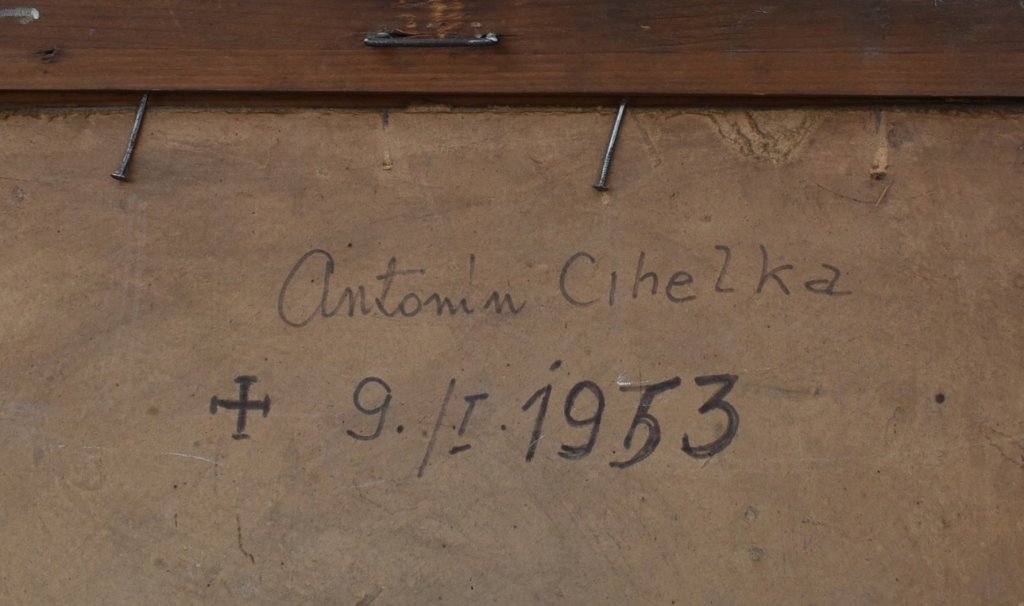 Antonín Cihelka
✝ 9./I. 1953